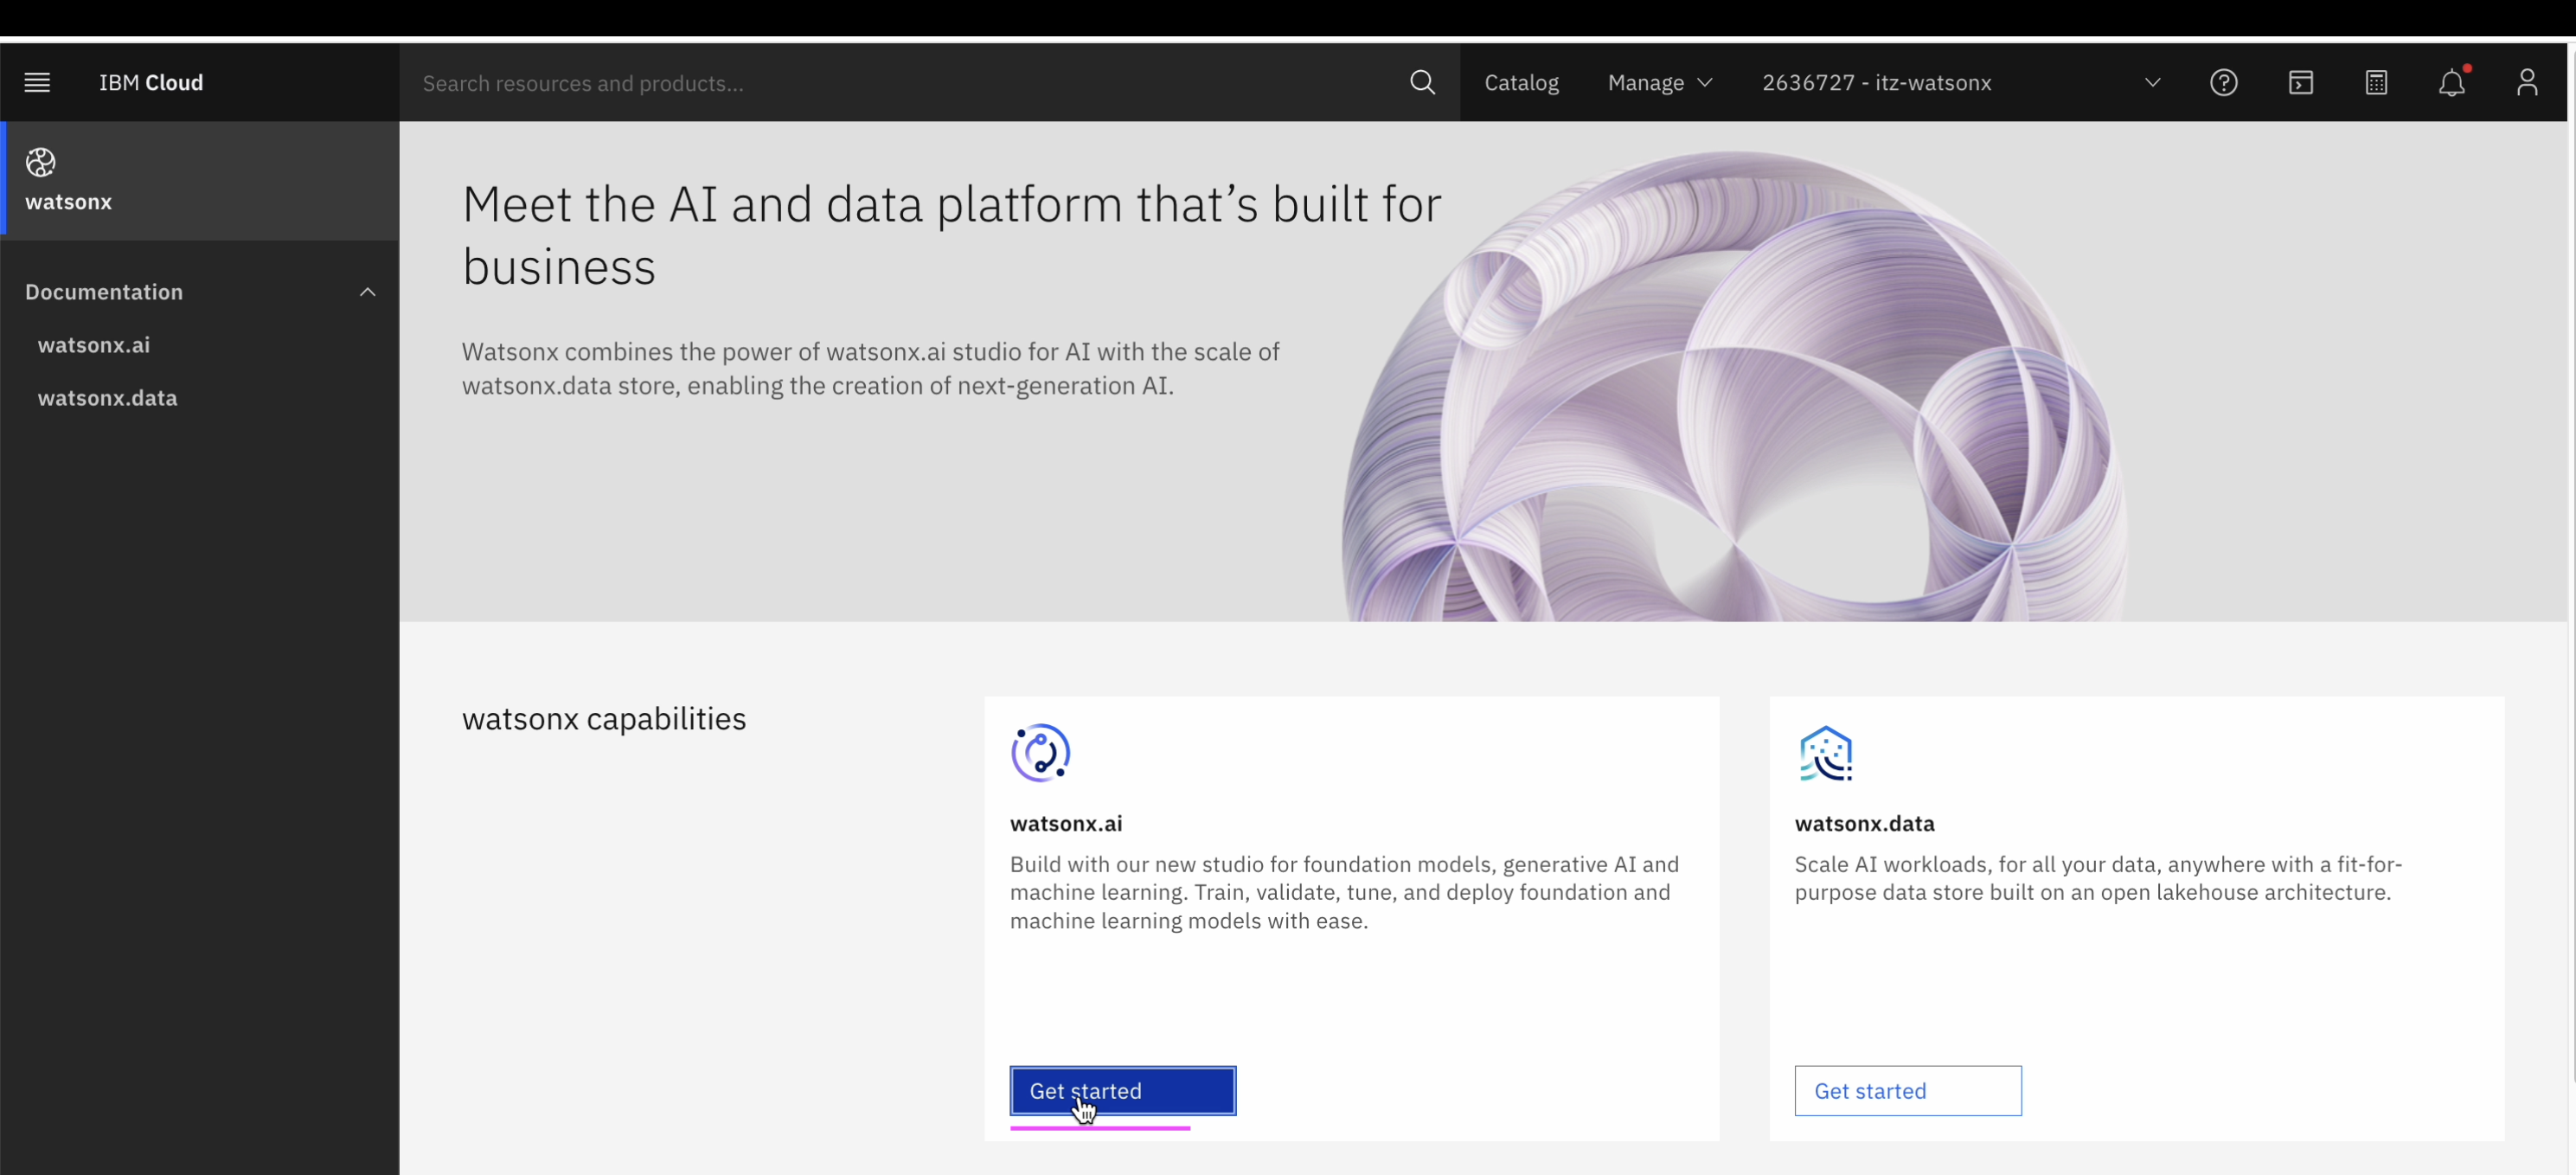 IBM Cloud
Search resources and products...
Catalog
Manage
2636727 - itz-watsonx
watsonx
Documentation
watsonx.ai
watsonx.data
Meet the AI and data platform that’s built for
business
Watsonx combines the power of watsonx.ai studio for AI with the scale of
watsonx.data store, enabling the creation of next-generation AI.
watsonx capabilities
watsonx.ai
Build with our new studio for foundation models, generative AI and
machine learning. Train, validate, tune, and deploy foundation and
machine learning models with ease.
Get started
watsonx.data
Scale AI workloads, for all your data, anywhere with a fit-for-
purpose data store built on an open lakehouse architecture.
Get started